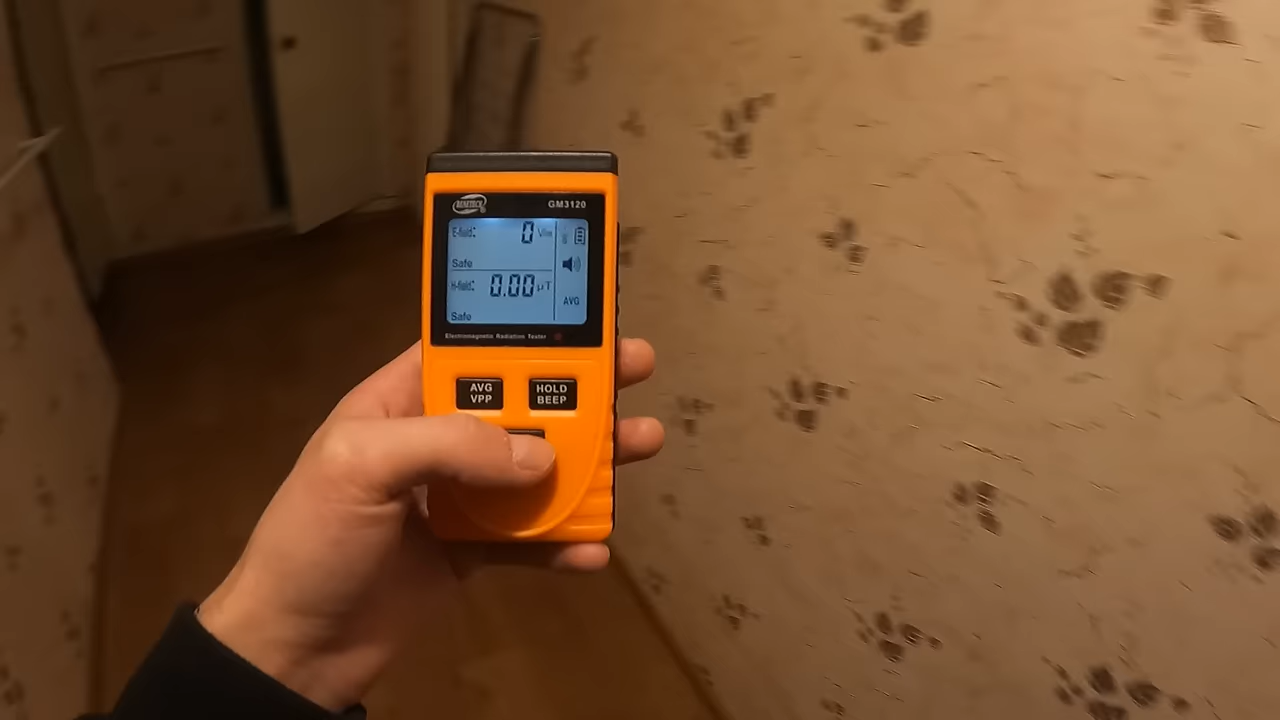 BENETECH
GM3120
E-field: 0 V/m
Safe
H-field: 0.00 μT
Safe
AVG
Electromagnetic Radiation Tester
AVG
VPP
HOLD
BEEP